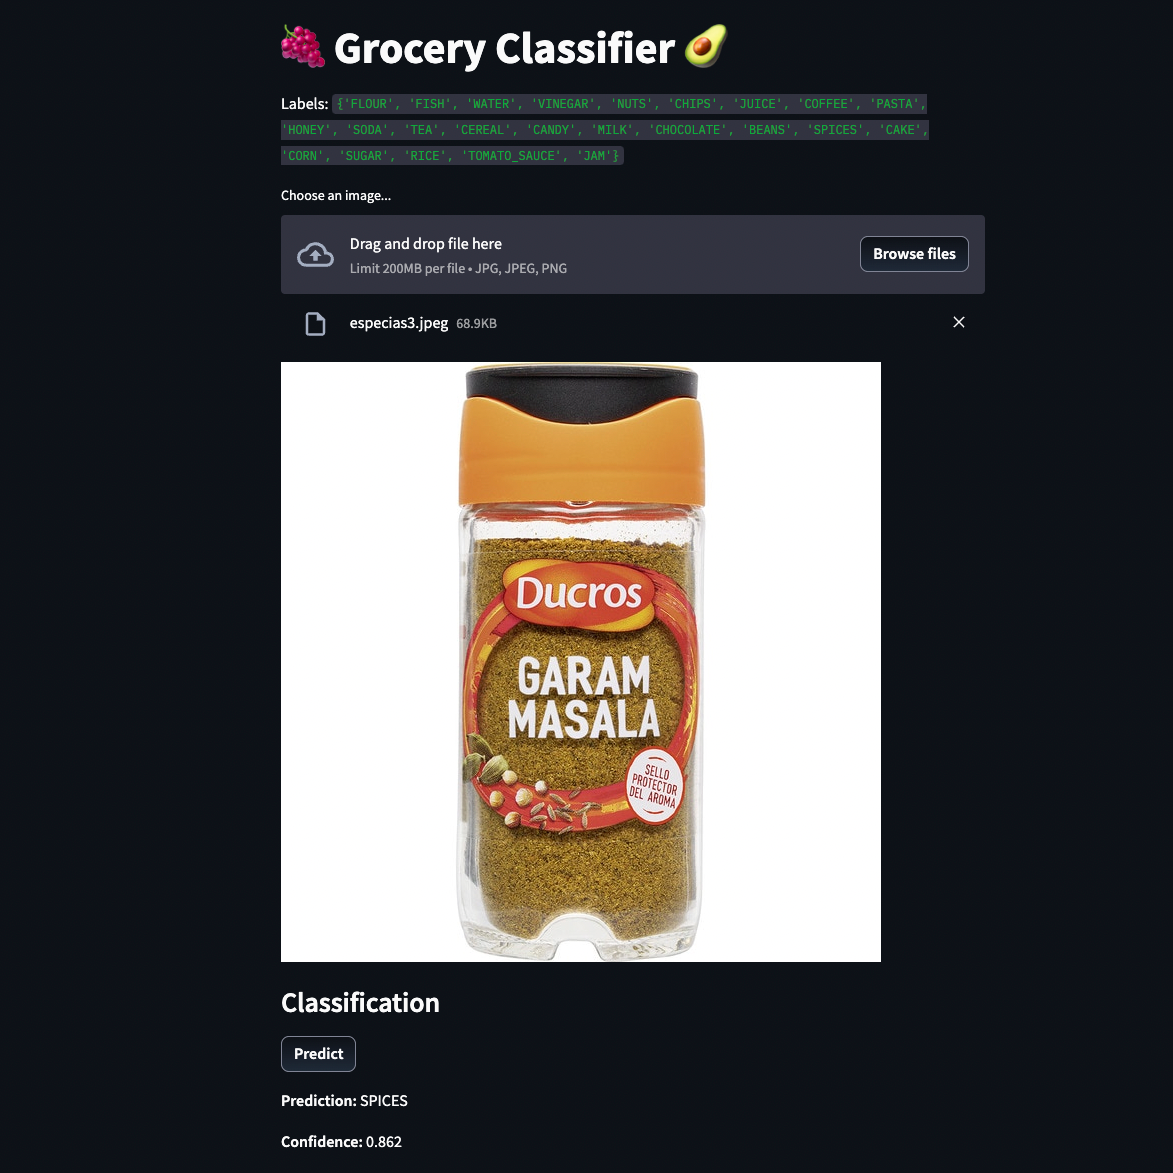 🍇 Grocery Classifier 🥑
Labels: {'FLOUR', 'FISH', 'WATER', 'VINEGAR', 'NUTS', 'CHIPS', 'JUICE', 'COFFEE', 'PASTA',
'HONEY', 'SODA', 'TEA', 'CEREAL', 'CANDY', 'MILK', 'CHOCOLATE', 'BEANS', 'SPICES', 'CAKE',
'CORN', 'SUGAR', 'RICE', 'TOMATO_SAUCE', 'JAM'}
Choose an image...
Drag and drop file here
Limit 200MB per file • JPG, JPEG, PNG
Browse files
especias3.jpeg 68.9KB
Ducros
GARAM
MASALA
SELLO
PROTECTOR
DEL AROMA
Classification
Predict
Prediction: SPICES
Confidence: 0.862